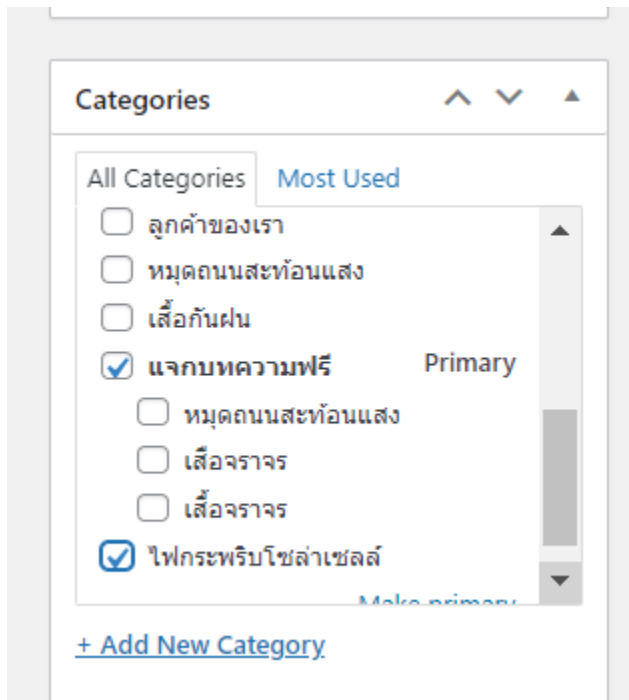 Categories
All Categories Most Used
ลูกค้าของเรา
หมุดถนนสะท้อนแสง
เสื้อกันฝน
แจกบทความฟรี Primary
หมุดถนนสะท้อนแสง
เสือจราจร
เสื้อจราจร
ไฟกระพริบโซล่าเซลล์
Make primary
+ Add New Category